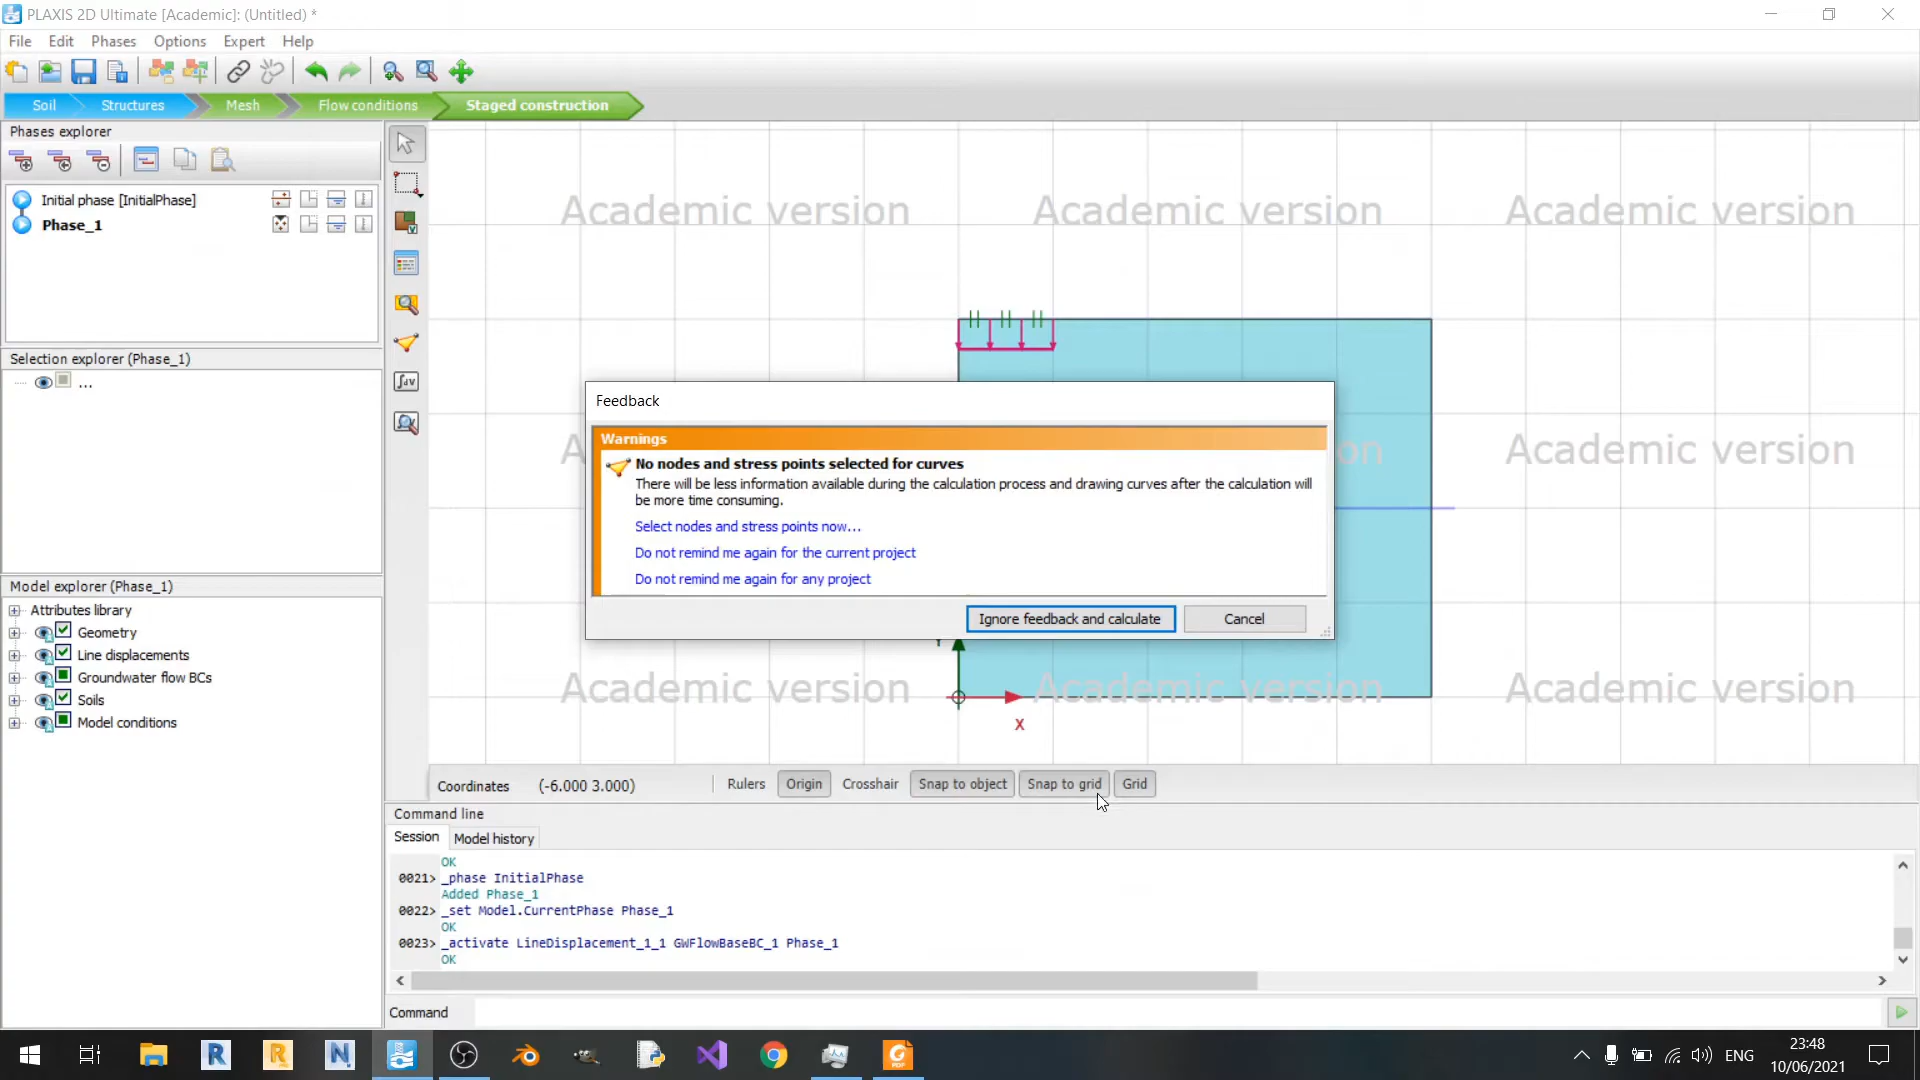 PLAXIS 2D Ultimate [Academic]: (Untitled) *
File Edit Phases Options Expert Help
Soil Structures Mesh Flow conditions Staged construction
Phases explorer
Initial phase [InitialPhase]
Phase_1
Selection explorer (Phase_1)
...
Model explorer (Phase_1)
Attributes library
Geometry
Line displacements
Groundwater flow BCs
Soils
Model conditions
Academic version Academic version Academic version
Academic version
Academic version Academic version Academic version
Feedback
Warnings
No nodes and stress points selected for curves
There will be less information available during the calculation process and drawing curves after the calculation will
be more time consuming.
Select nodes and stress points now...
Do not remind me again for the current project
Do not remind me again for any project
Ignore feedback and calculate Cancel
X
Coordinates (-6.000 3.000) Rulers Origin Crosshair Snap to object Snap to grid Grid
Command line
Session Model history
OK
0021> _phase InitialPhase
Added Phase_1
0022> _set Model.CurrentPhase Phase_1
OK
0023> _activate LineDisplacement_1_1 GWFlowBaseBC_1 Phase_1
OK
Command
ENG
23:48
10/06/2021